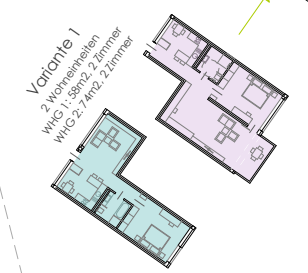 Variante 1
2 Wohneinheiten
WHG 1: 58m2, 2 Zimmer
WHG 2: 74m2, 2 Zimmer